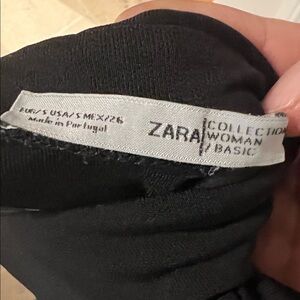 EUR/S USA/S MEX/26
Made in Portugal
ZARA
COLLECTION
WOMAN
/BASIC